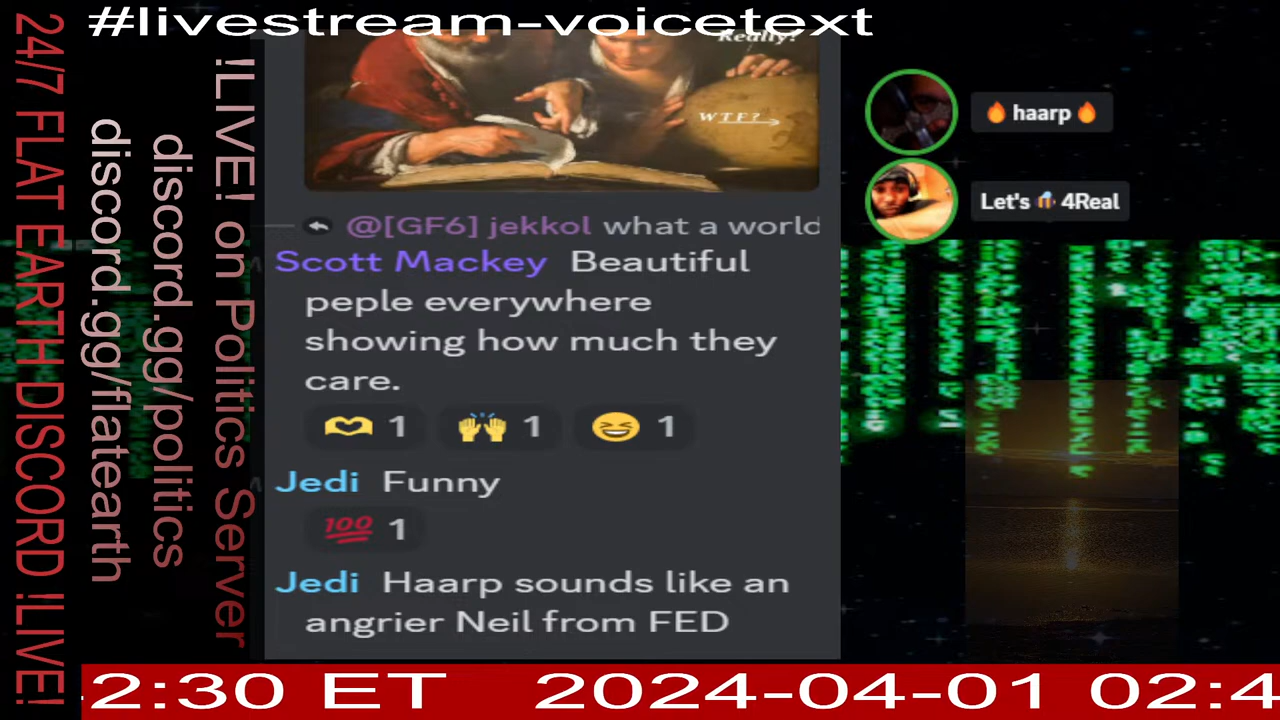 #livestream-voicetext
24/7 FLAT EARTH DISCORD !LIVE!
discord.gg/flatearth
discord.gg/politics
!LIVE! on Politics Server
Really?
WTF?
@[GF6] jekkol what a world
Scott Mackey Beautiful
peple everywhere
showing how much they
care.
🫶 1 🙌 1 😆 1
Jedi Funny
💯 1
Jedi Haarp sounds like an
angrier Neil from FED
🔥 haarp 🔥
Let's 🍻 4Real
2:30 ET 2024-04-01 02:4